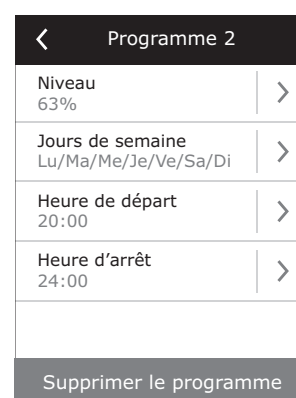 Programme 2
Niveau
63%
Jours de semaine
Lu/Ma/Me/Je/Ve/Sa/Di
Heure de départ
20:00
Heure d’arrêt
24:00
Supprimer le programme